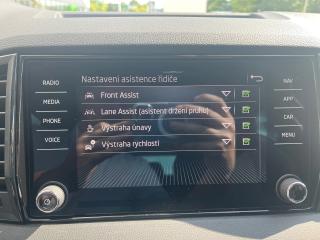 Nastavení asistence řidiče
RADIO
MEDIA
PHONE
VOICE
Front Assist
Lane Assist (asistent držení pruhu)
Výstraha únavy
Výstraha rychlosti
NAV
APP
CAR
MENU